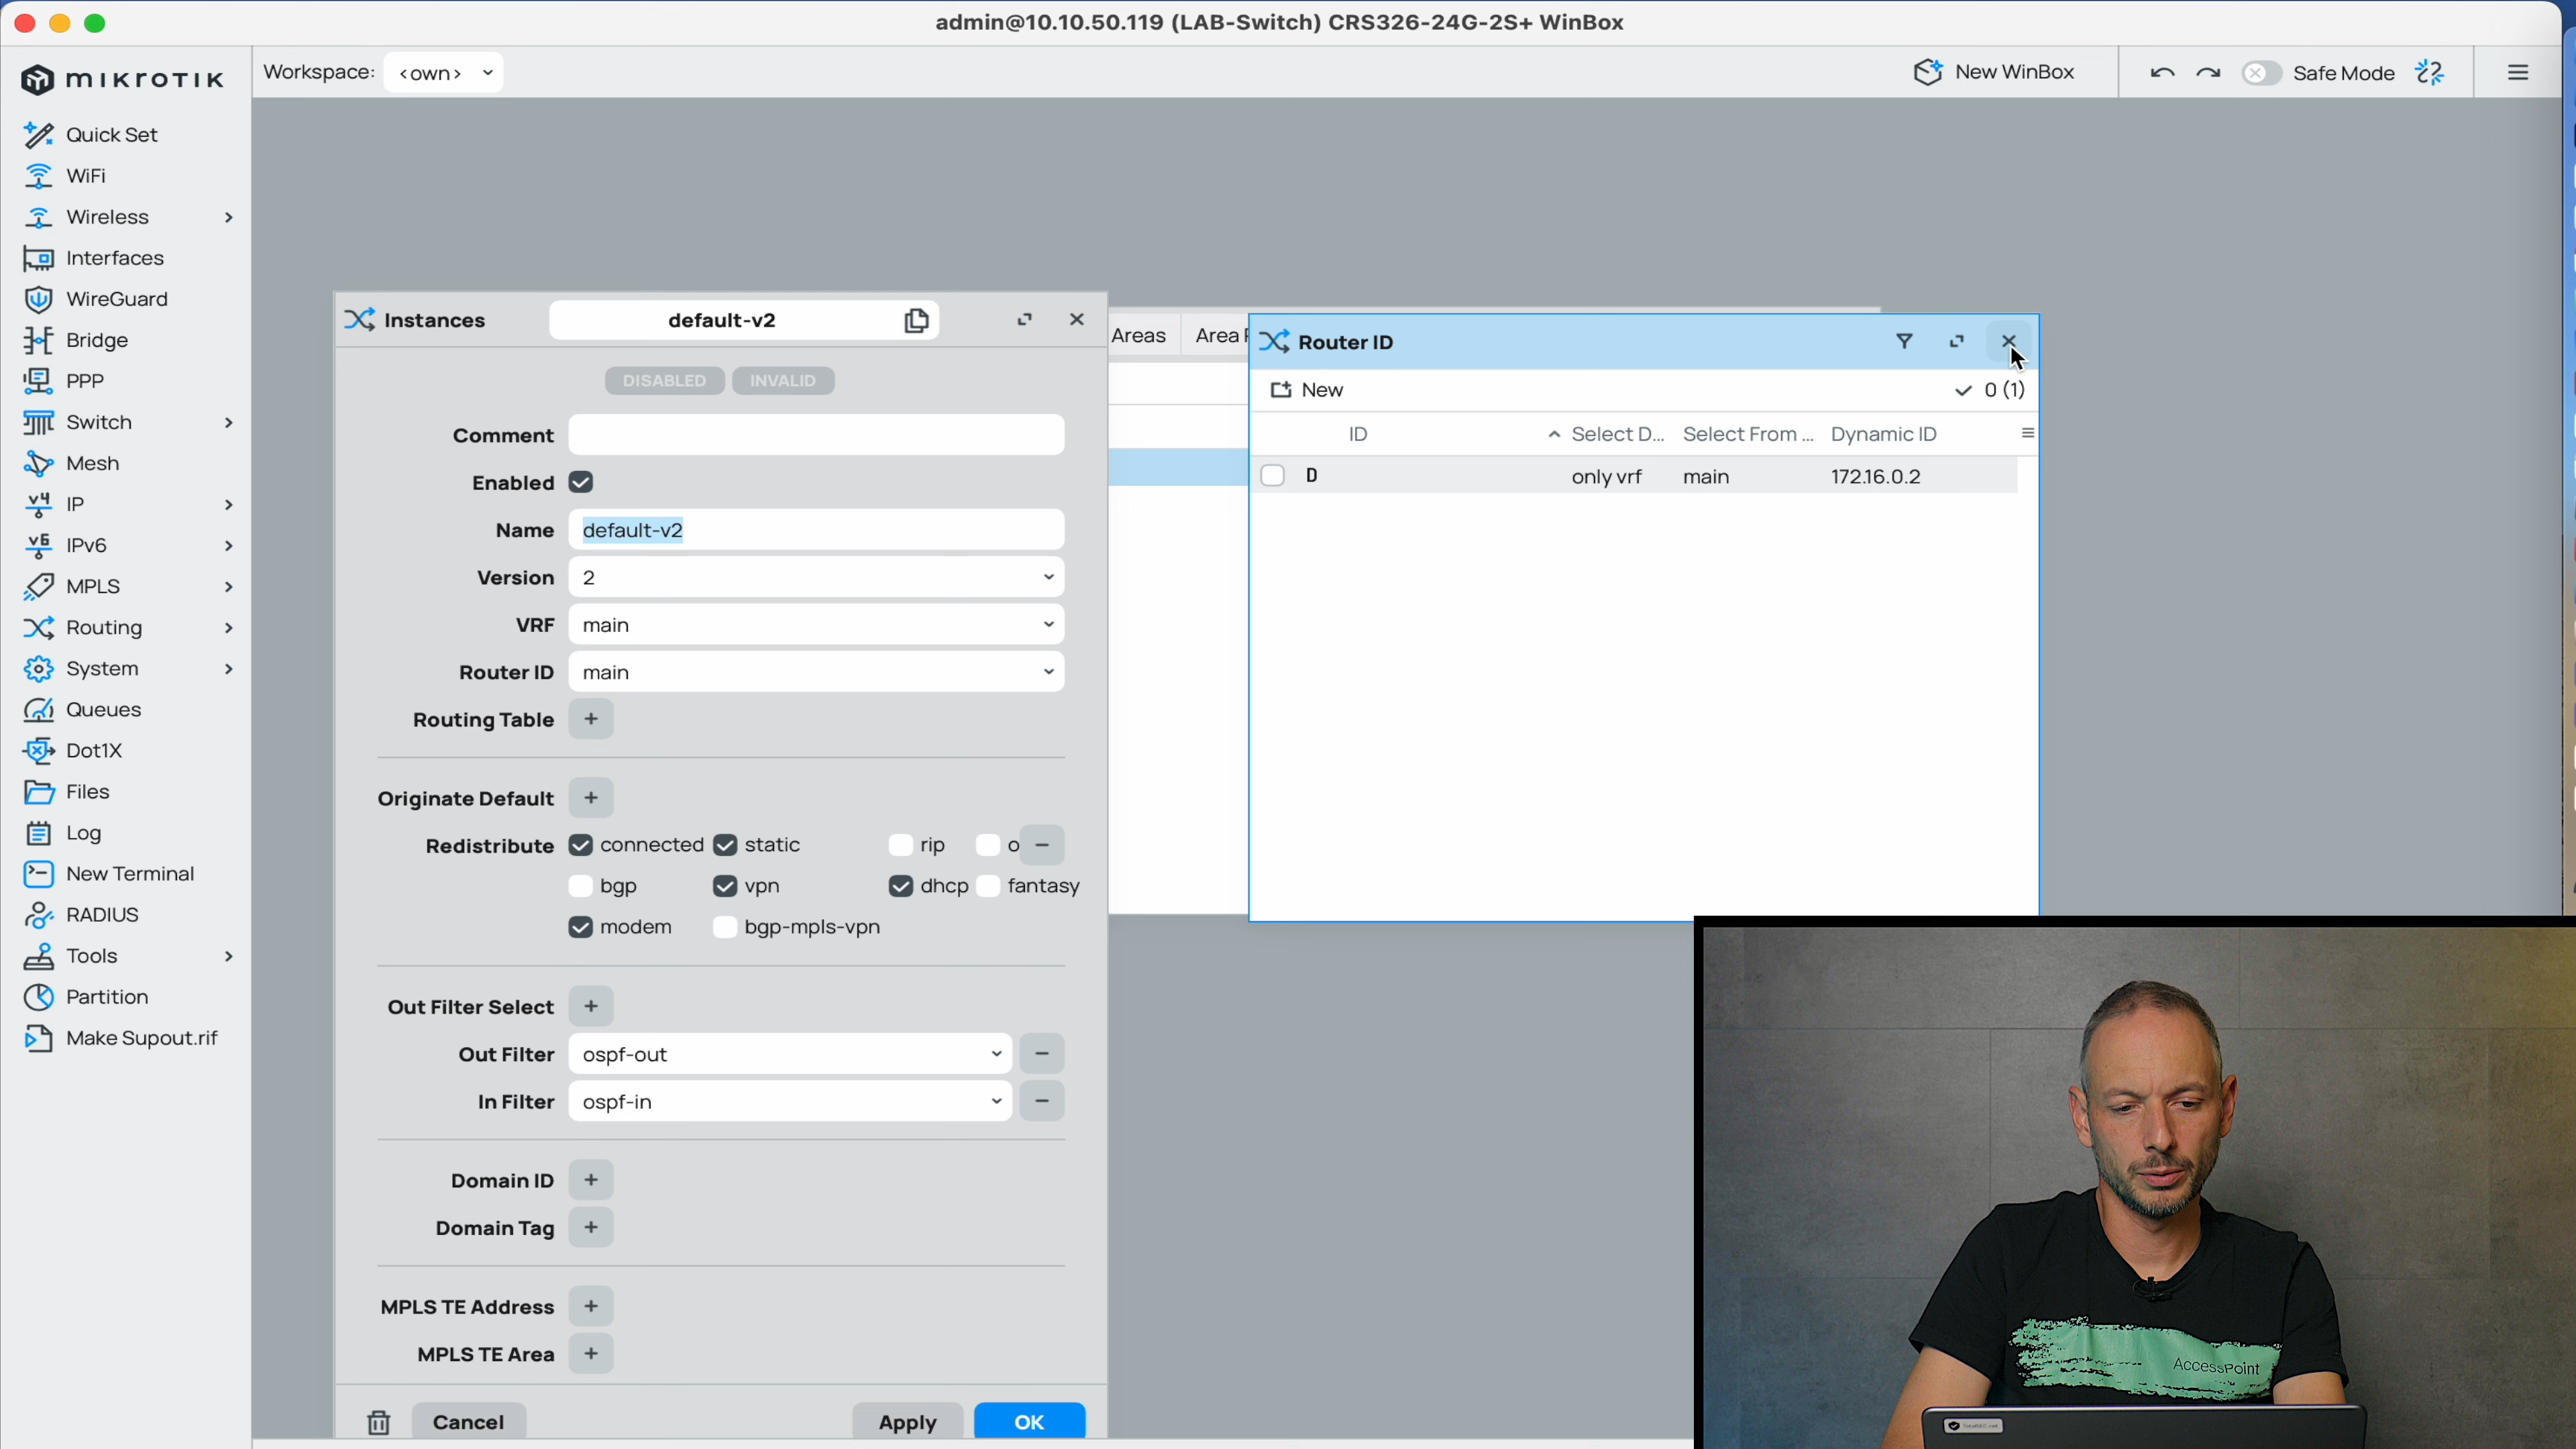 admin@10.10.50.119 (LAB-Switch) CRS326-24G-2S+ WinBox
mikrotik
Workspace: <own>
New WinBox
Safe Mode
Quick Set
WiFi
Wireless
Interfaces
WireGuard
Bridge
PPP
Switch
Mesh
IP
IPv6
MPLS
Routing
System
Queues
Dot1X
Files
Log
New Terminal
RADIUS
Tools
Partition
Make Supout.rif
Instances
default-v2
DISABLED INVALID
Comment
Enabled
Name default-v2
Version 2
VRF main
Router ID main
Routing Table
Originate Default
Redistribute connected static rip o
bgp vpn dhcp fantasy
modem bgp-mpls-vpn
Out Filter Select
Out Filter ospf-out
In Filter ospf-in
Domain ID
Domain Tag
MPLS TE Address
MPLS TE Area
Cancel Apply OK
Areas Area
Router ID
New 0 (1)
ID Select D... Select From ... Dynamic ID
D only vrf main 172.16.0.2
AccessPoint